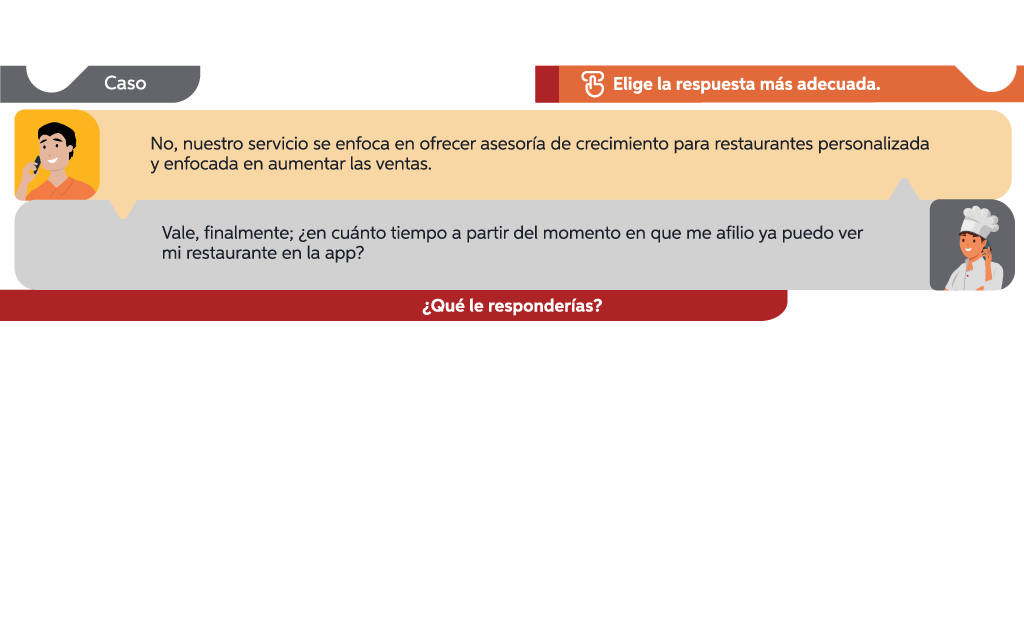 Caso
Elige la respuesta más adecuada.
No, nuestro servicio se enfoca en ofrecer asesoría de crecimiento para restaurantes personalizada
y enfocada en aumentar las ventas.
Vale, finalmente; ¿en cuánto tiempo a partir del momento en que me afilio ya puedo ver
mi restaurante en la app?
¿Qué le responderías?